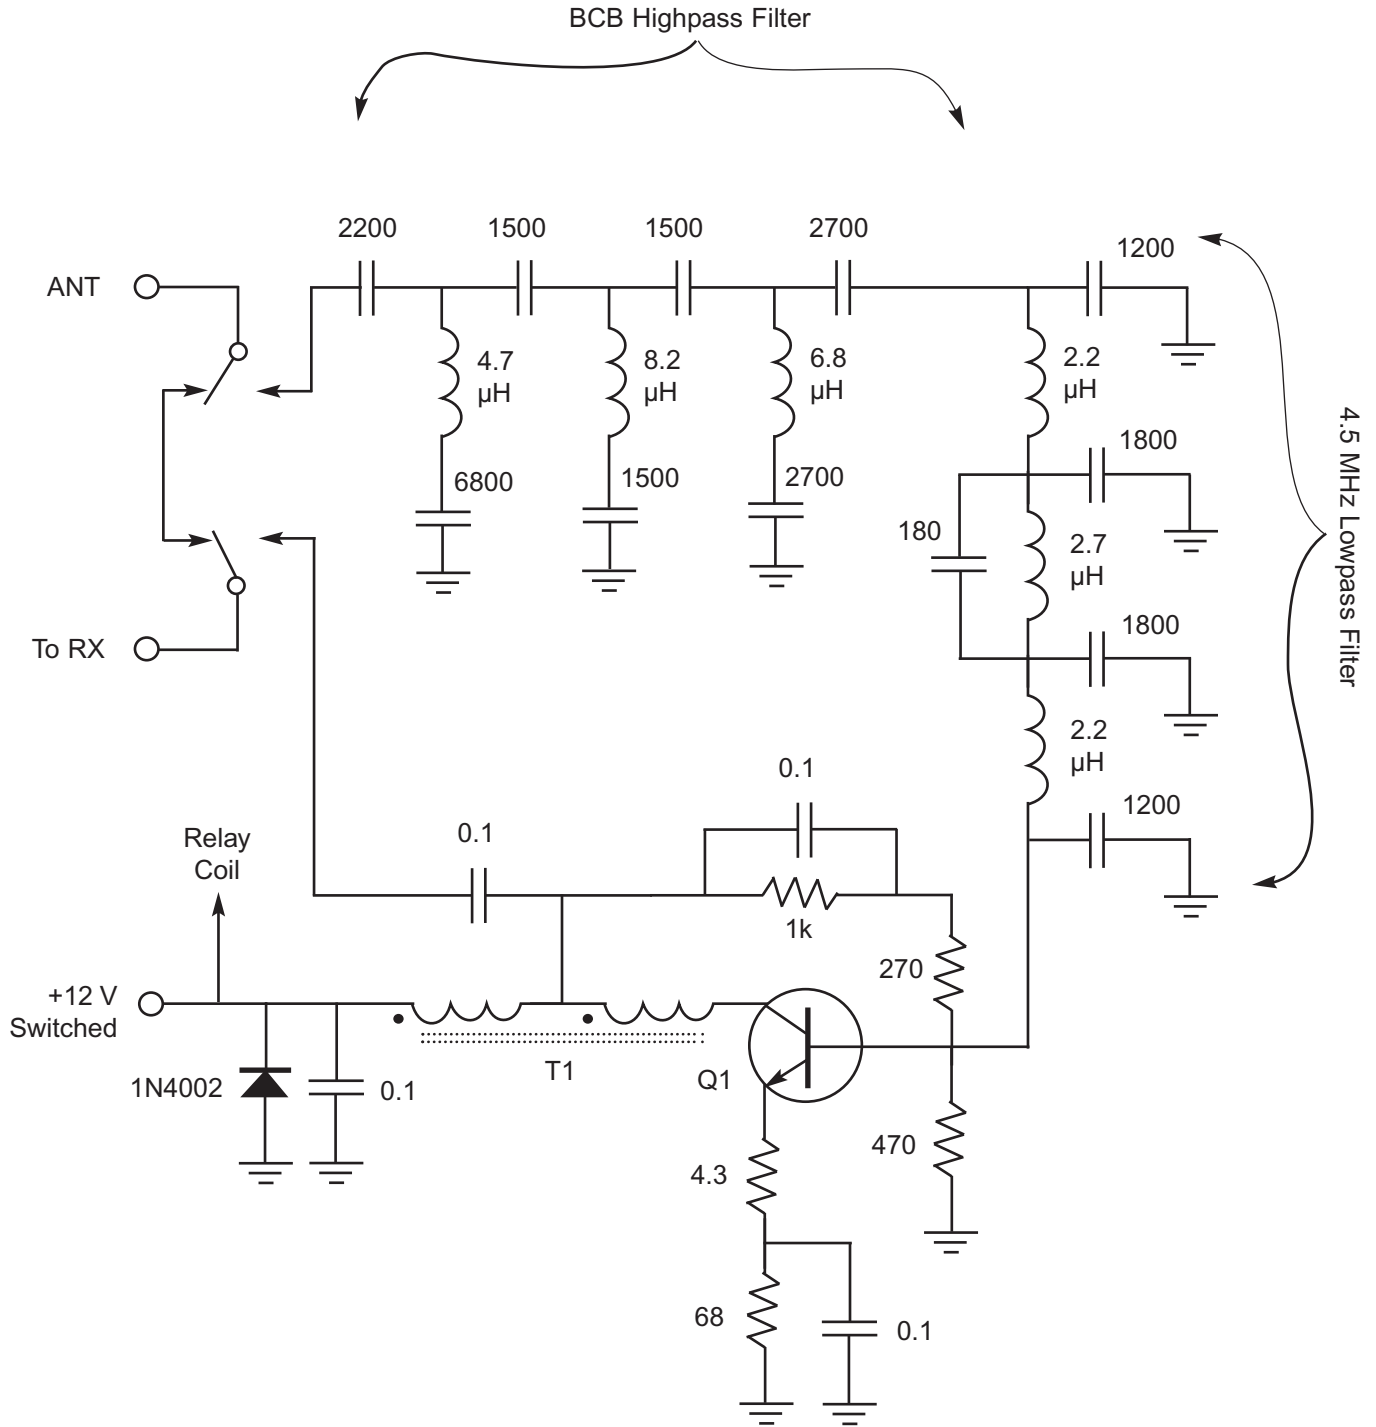 BCB Highpass Filter
2200
1500
1500
2700
1200
ANT
4.7
µH
8.2
µH
6.8
µH
2.2
µH
6800
1500
2700
1800
180
2.7
µH
4.5 MHz Lowpass Filter
To RX
1800
2.2
µH
0.1
1200
Relay
Coil
0.1
1k
270
+12 V
Switched
T1
Q1
1N4002
0.1
470
4.3
68
0.1